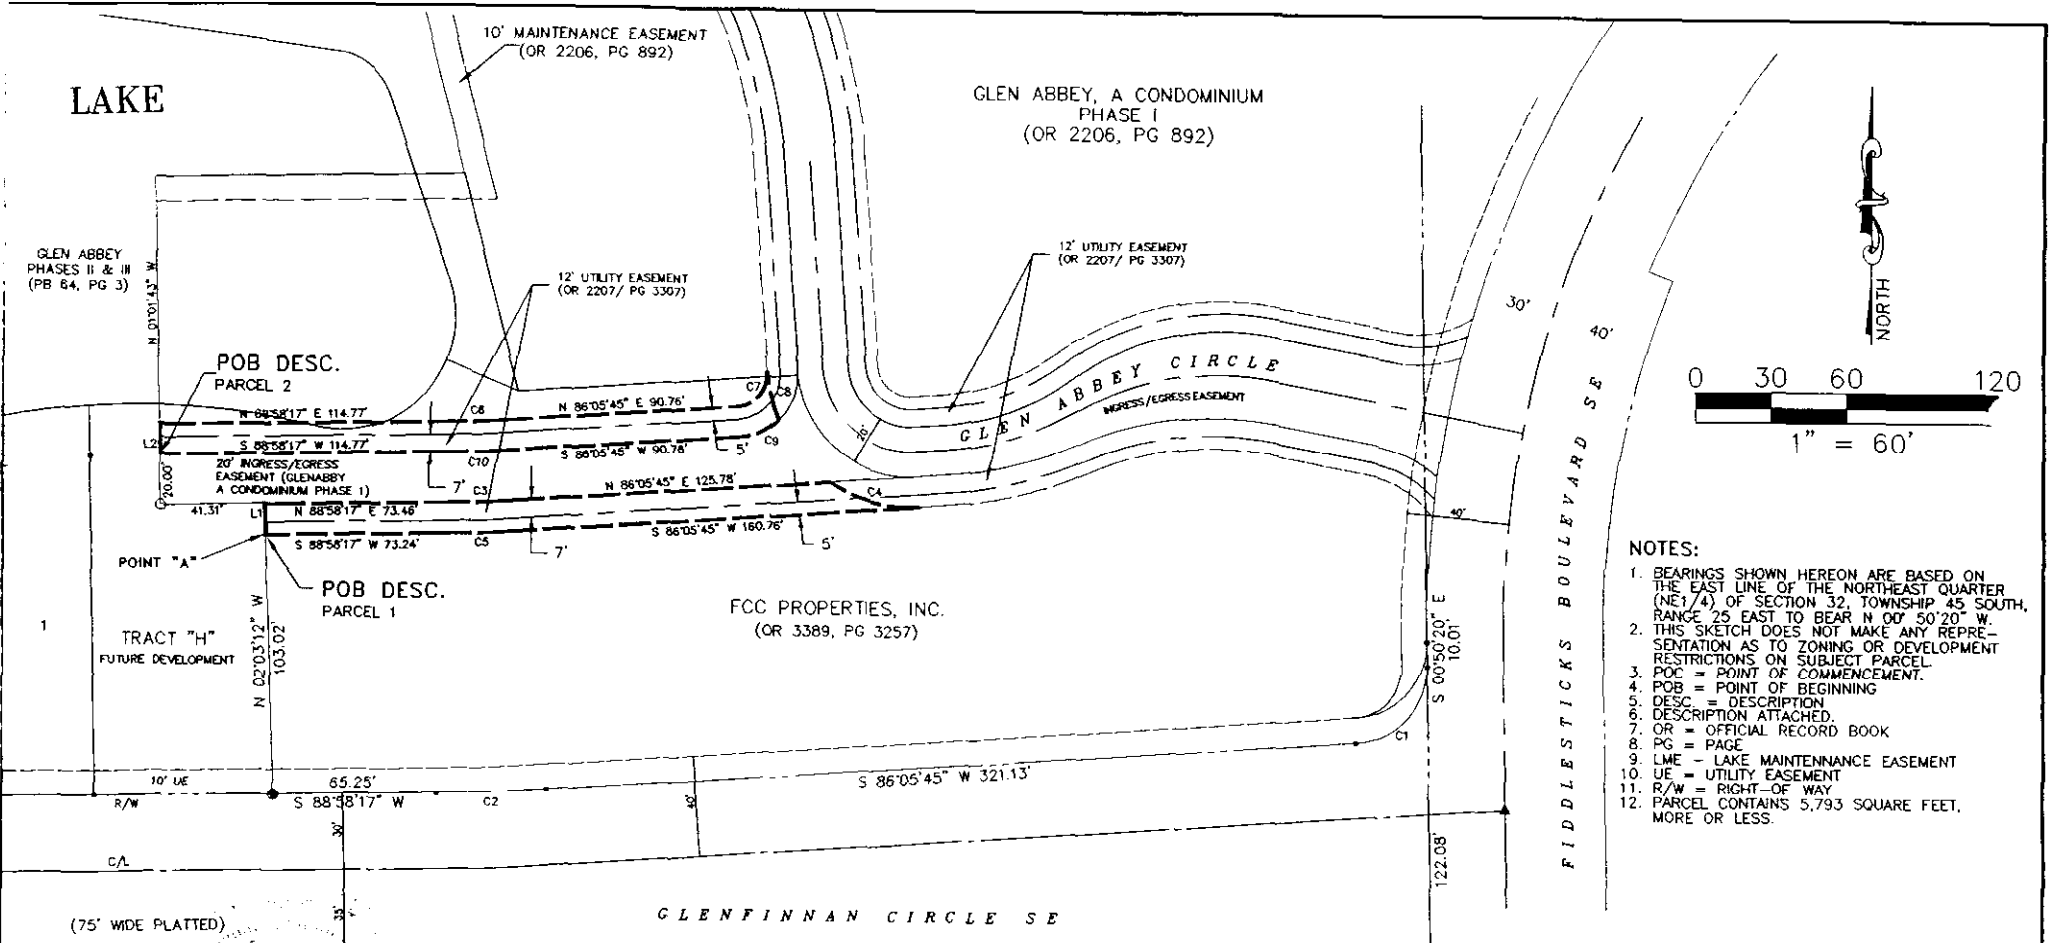 10' MAINTENANCE EASEMENT
(OR 2206, PG 892)
LAKE
GLEN ABBEY, A CONDOMINIUM
PHASE I
(OR 2206, PG 892)
GLEN ABBEY
PHASES II & III
(PB 64, PG 3)
N 01°01'43" W
12' UTILITY EASEMENT
(OR 2207/ PG 3307)
12' UTILITY EASEMENT
(OR 2207/ PG 3307)
30'
40'
NORTH
0 30 60 120
1" = 60'
POB DESC.
PARCEL 2
C7
C8
N 88°58'17" E 114.77'
C6
N 86°05'45" E 90.76'
GLEN ABBEY CIRCLE
INGRESS/EGRESS EASEMENT
20'
L2
S 88°58'17" W 114.77'
C10
S 86°05'45" W 90.76'
5'
C9
20' INGRESS/EGRESS
EASEMENT (GLENABBY
A CONDOMINIUM PHASE 1)
20.00'
7'
C3
N 86°05'45" E 125.78'
C4
41.31'
L1
N 88°58'17" E 73.46'
S 88°58'17" W 73.24'
C5
7'
S 86°05'45" W 160.76'
5'
40'
POINT "A"
POB DESC.
PARCEL 1
1
TRACT "H"
FUTURE DEVELOPMENT
N 02°03'12" W
103.02'
FCC PROPERTIES, INC.
(OR 3389, PG 3257)
S 00°50'20" E
10.01'
FIDDLESTICKS BOULEVARD SE
NOTES:
1. BEARINGS SHOWN HEREON ARE BASED ON
THE EAST LINE OF THE NORTHEAST QUARTER
(NE1/4) OF SECTION 32, TOWNSHIP 45 SOUTH,
RANGE 25 EAST TO BEAR N 00° 50'20" W.
2. THIS SKETCH DOES NOT MAKE ANY REPRE-
SENTATION AS TO ZONING OR DEVELOPMENT
RESTRICTIONS ON SUBJECT PARCEL.
3. POC = POINT OF COMMENCEMENT.
4. POB = POINT OF BEGINNING
5. DESC. = DESCRIPTION
6. DESCRIPTION ATTACHED.
7. OR = OFFICIAL RECORD BOOK
8. PG = PAGE
9. LME - LAKE MAINTENNANCE EASEMENT
10. UE = UTILITY EASEMENT
11. R/W = RIGHT-OF WAY
12. PARCEL CONTAINS 5,793 SQUARE FEET,
MORE OR LESS.
C1
10' UE
R/W
65.25'
S 88°58'17" W
C2
S 86°05'45" W 321.13'
40'
30'
C/L
122.08'
35'
(75' WIDE PLATTED)
GLENFINNAN CIRCLE SE